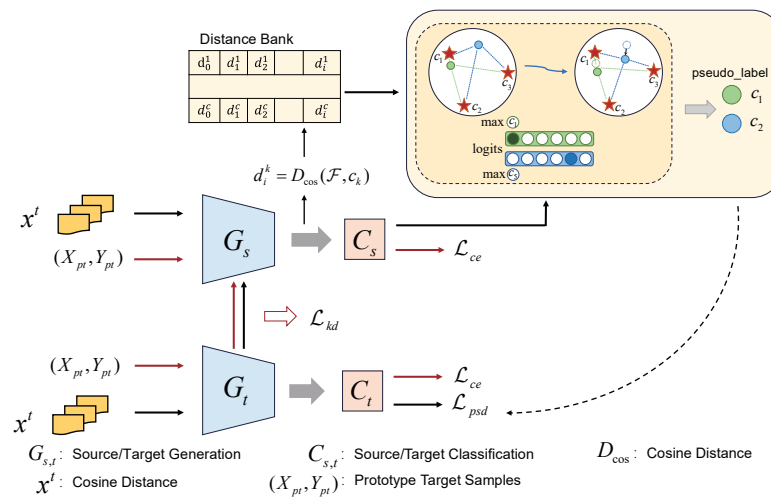 Distance Bank
d_0^1 d_1^1 d_2^1 d_i^1
d_0^c d_1^c d_2^c d_i^c
c_1 c_2 c_3
c_1 c_2 c_3
max c_1
logits
max c_5
pseudo_label
c_1
c_2
d_i^k = D_cos(𝓕, c_k)
x^t
(X_pt, Y_pt)
G_s
C_s
𝓛_ce
𝓛_kd
(X_pt, Y_pt)
x^t
G_t
C_t
𝓛_ce
𝓛_psd
G_s,t : Source/Target Generation
C_s,t : Source/Target Classification
D_cos : Cosine Distance
x^t : Cosine Distance
(X_pt, Y_pt) : Prototype Target Samples